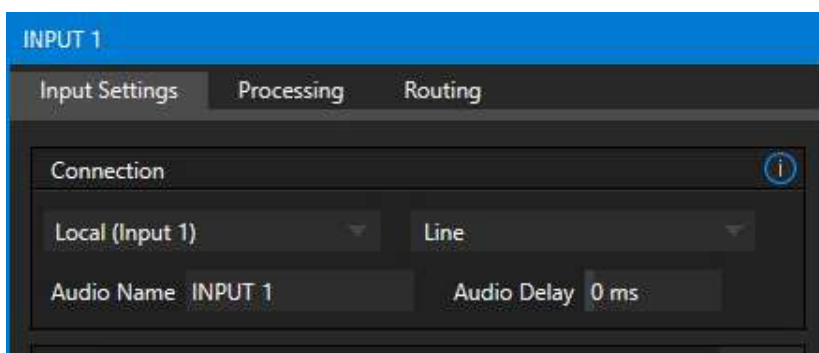 INPUT 1
Input Settings Processing Routing
Connection
Local (Input 1) Line
Audio Name INPUT 1 Audio Delay 0 ms